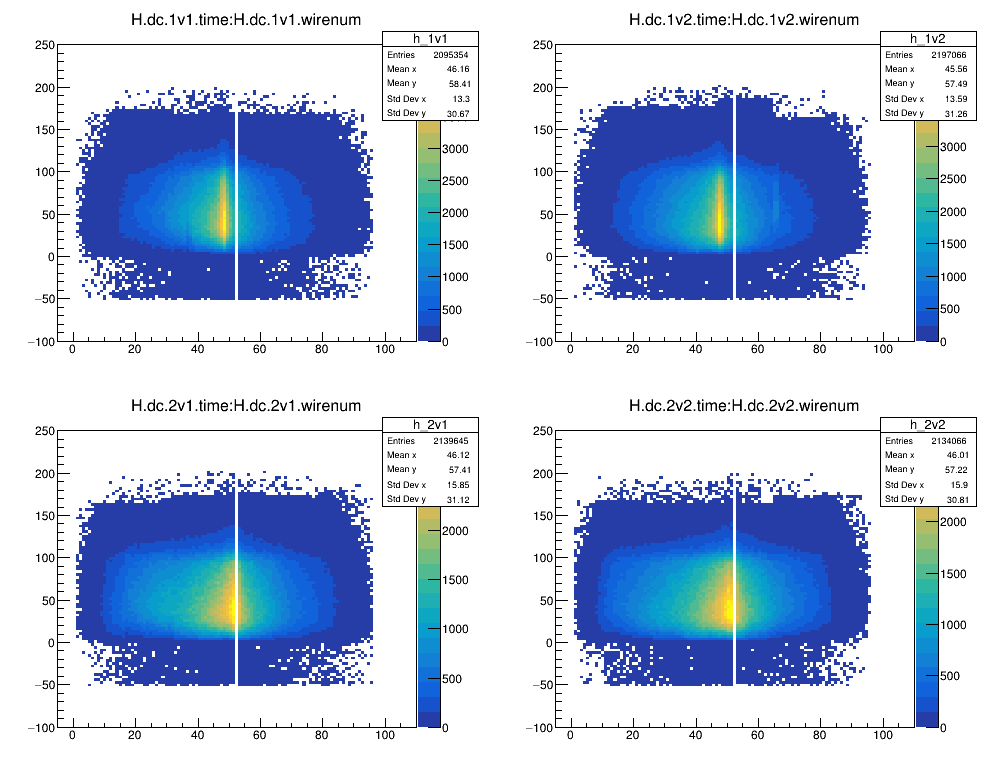 H.dc.1v1.time:H.dc.1v1.wirenum
h_1v1
Entries 2095354
Mean x 46.16
Mean y 58.41
Std Dev x 13.3
Std Dev y 30.67
250
200
150
100
50
0
−50
−100
0 20 40 60 80 100
3000
2500
2000
1500
1000
500
0
H.dc.1v2.time:H.dc.1v2.wirenum
h_1v2
Entries 2197066
Mean x 45.56
Mean y 57.49
Std Dev x 13.59
Std Dev y 31.26
250
200
150
100
50
0
−50
−100
0 20 40 60 80 100
3000
2500
2000
1500
1000
500
0
H.dc.2v1.time:H.dc.2v1.wirenum
h_2v1
Entries 2139645
Mean x 46.12
Mean y 57.41
Std Dev x 15.85
Std Dev y 31.12
250
200
150
100
50
0
−50
−100
0 20 40 60 80 100
2000
1500
1000
500
0
H.dc.2v2.time:H.dc.2v2.wirenum
h_2v2
Entries 2134066
Mean x 46.01
Mean y 57.22
Std Dev x 15.9
Std Dev y 30.81
250
200
150
100
50
0
−50
−100
0 20 40 60 80 100
2000
1500
1000
500
0